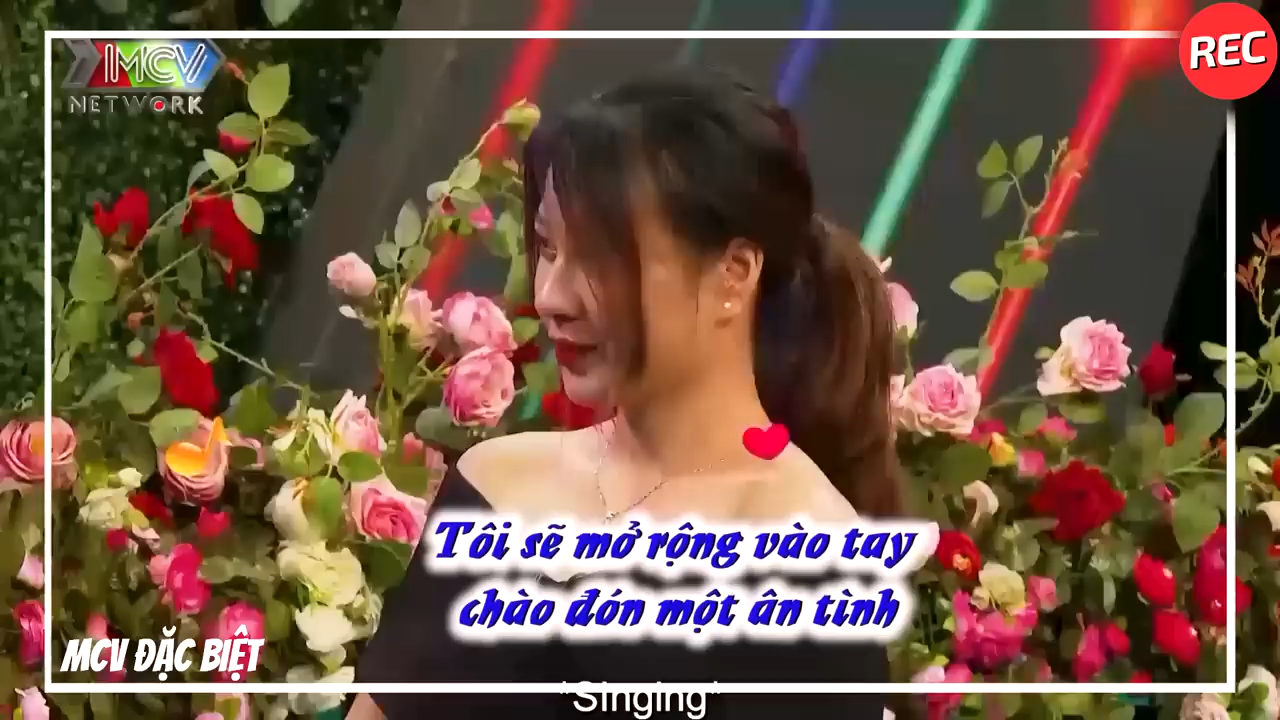 MCV
NETWORK
REC
Tôi sẽ mở rộng vào tay
chào đón một ân tình
MCV ĐẶC BIỆT
"Singing"